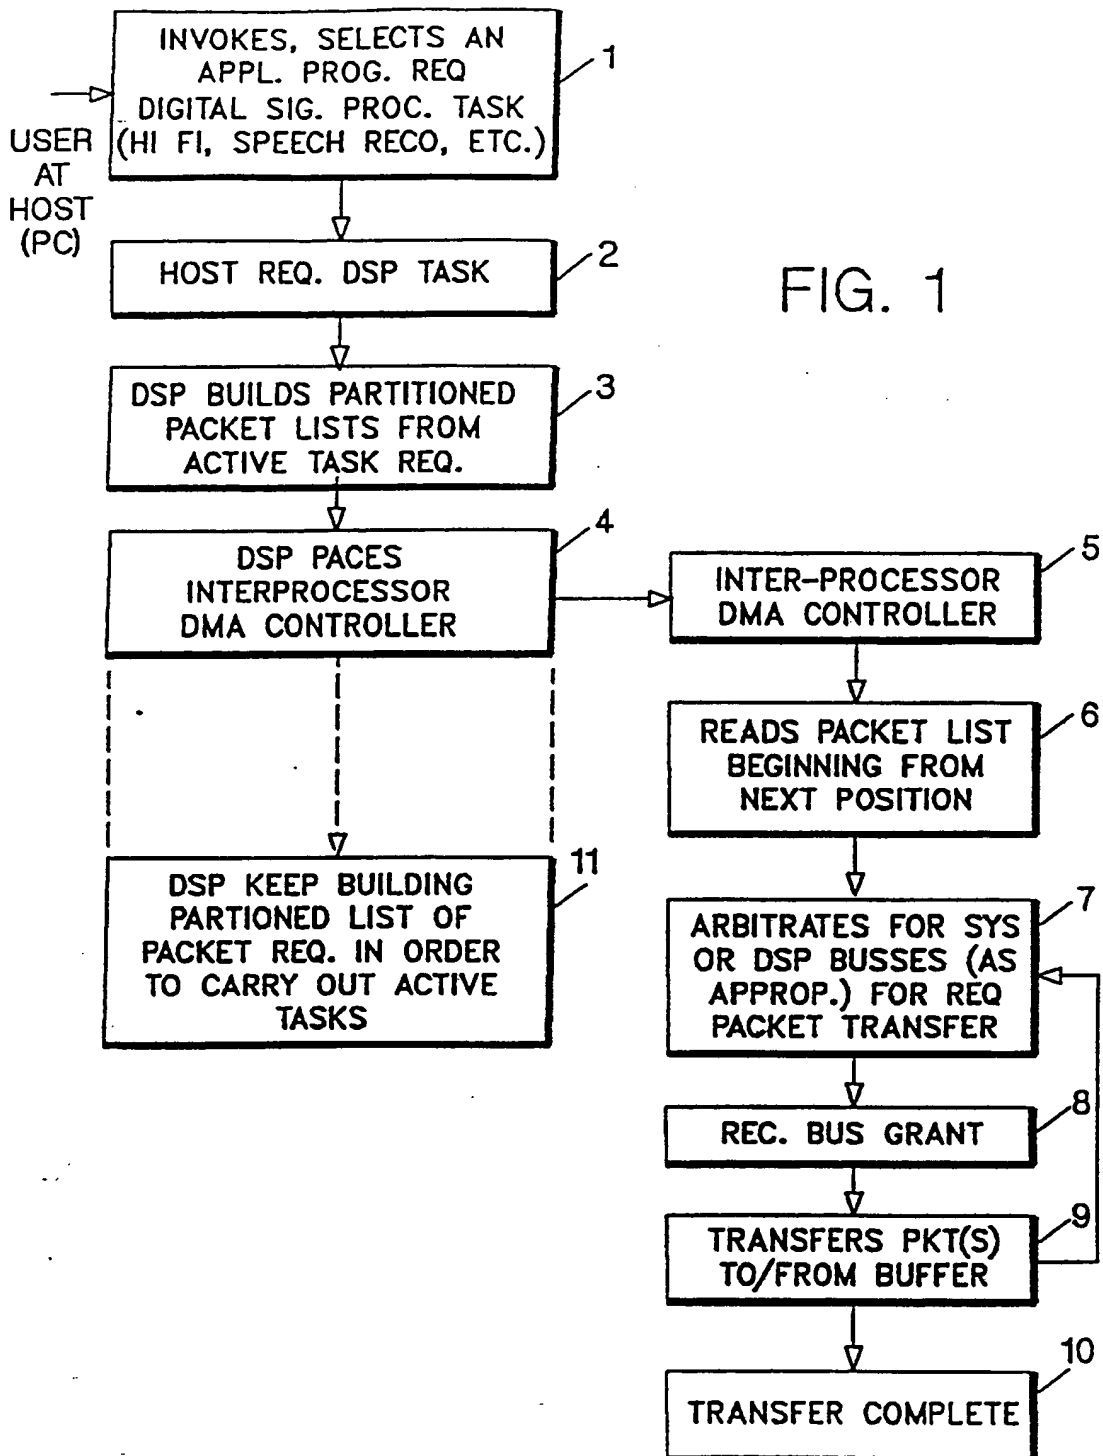 INVOKES, SELECTS AN
APPL. PROG. REQ
DIGITAL SIG. PROC. TASK
(HI FI, SPEECH RECO, ETC.)
1
USER
AT
HOST
(PC)
HOST REQ. DSP TASK
2
FIG. 1
DSP BUILDS PARTITIONED
PACKET LISTS FROM
ACTIVE TASK REQ.
3
DSP PACES
INTERPROCESSOR
DMA CONTROLLER
4
INTER-PROCESSOR
DMA CONTROLLER
5
READS PACKET LIST
BEGINNING FROM
NEXT POSITION
6
DSP KEEP BUILDING
PARTIONED LIST OF
PACKET REQ. IN ORDER
TO CARRY OUT ACTIVE
TASKS
11
ARBITRATES FOR SYS
OR DSP BUSSES (AS
APPROP.) FOR REQ
PACKET TRANSFER
7
REC. BUS GRANT
8
TRANSFERS PKT(S)
TO/FROM BUFFER
9
TRANSFER COMPLETE
10